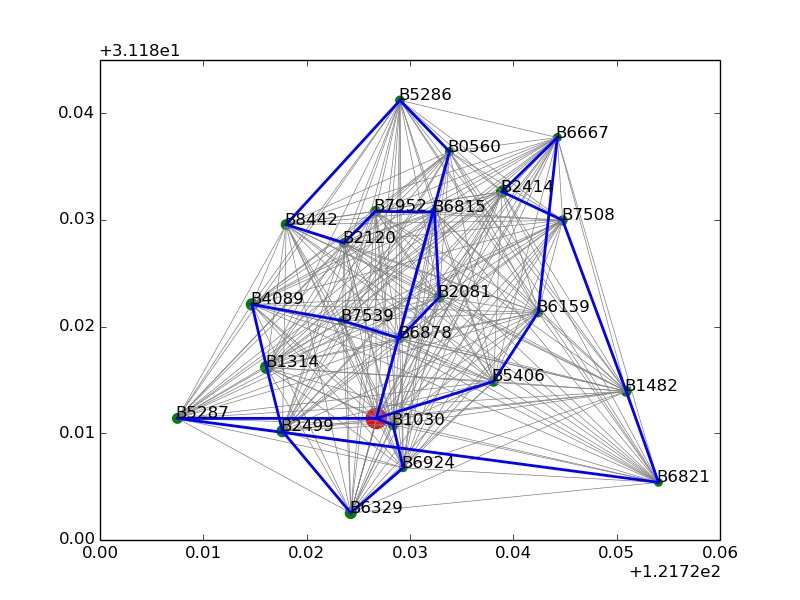 +3.118e1
0.04
0.03
0.02
0.01
0.00
B5286
B6667
B0560
B2414
B7952
B6815
B7508
B8442
B2120
B4089
B2081
B7539
B6159
B6878
B1314
B5406
B1482
B5287
B2499
B1030
B6924
B6821
B6329
0.00 0.01 0.02 0.03 0.04 0.05 0.06
+1.2172e2